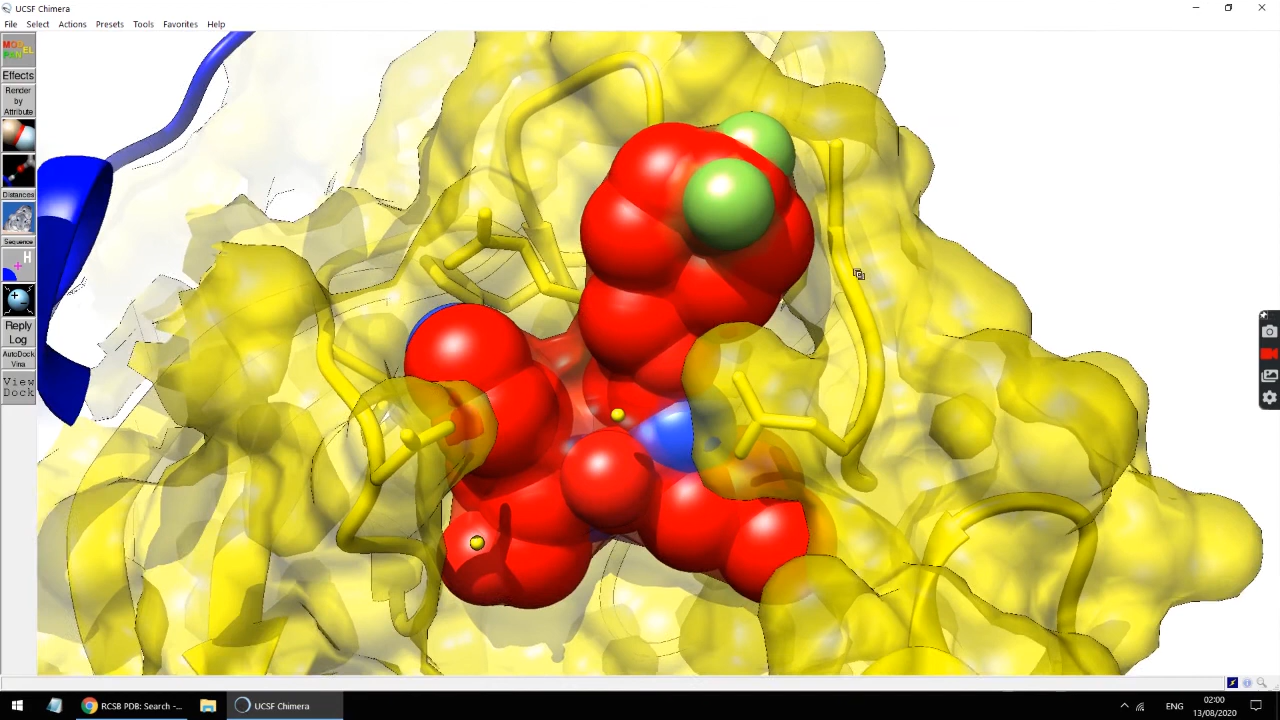 UCSF Chimera
File Select Actions Presets Tools Favorites Help
Effects
Render
by
Attribute
Distances
Sequence
H
Reply
Log
AutoDock
Vina
View
Dock
RCSB PDB: Search -...
UCSF Chimera
ENG
02:00
13/08/2020